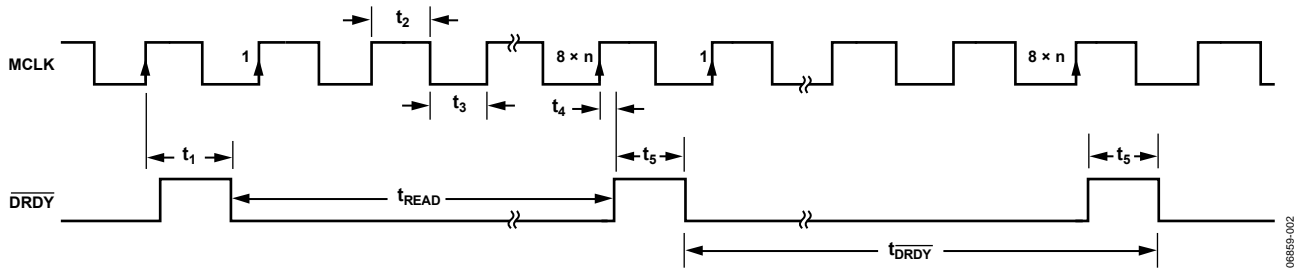 t2
MCLK
1
8 × n
1
8 × n
t3
t4
t1
t5
t5
DRDY
tREAD
tDRDY
06859-002